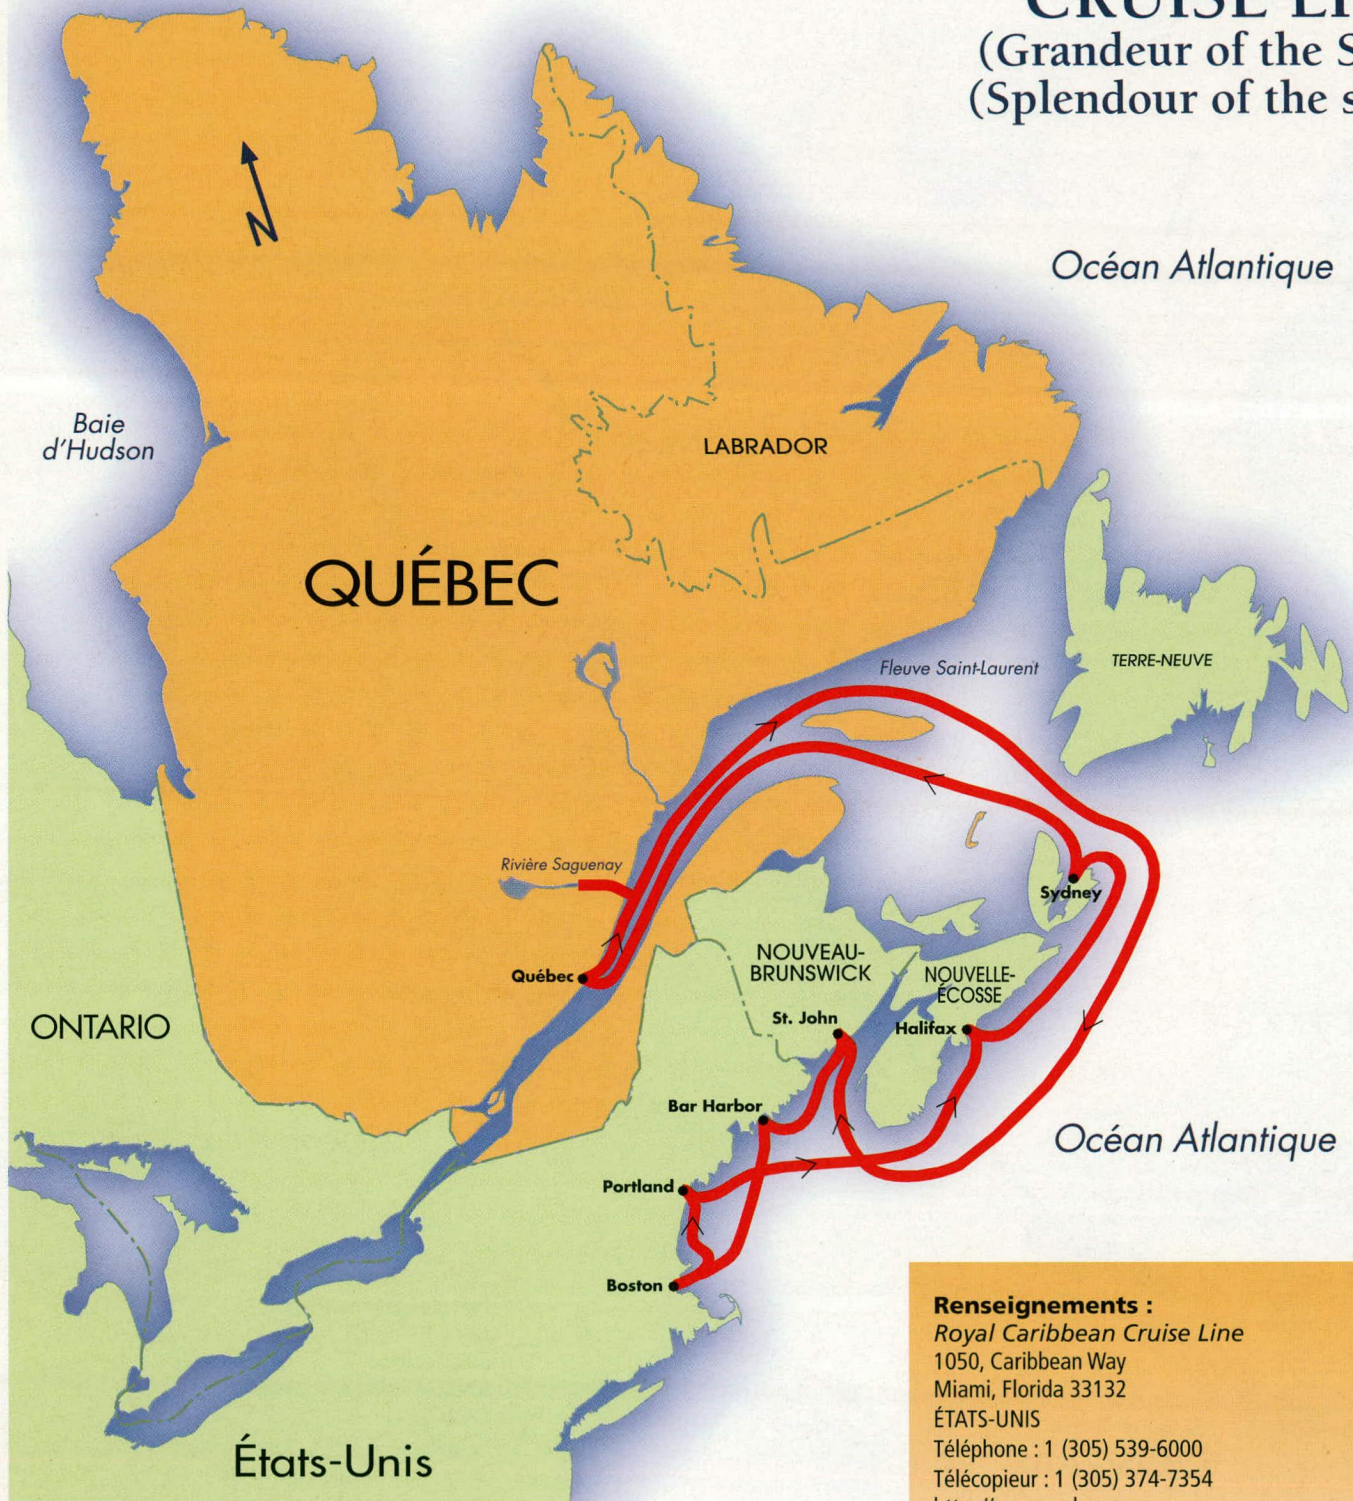 (Grandeur of the
(Splendour of the
N
Océan Atlantique
Baie
d'Hudson
LABRADOR
QUÉBEC
Fleuve Saint-Laurent
TERRE-NEUVE
Rivière Saguenay
Sydney
Québec
NOUVEAU-
BRUNSWICK
NOUVELLE-
ÉCOSSE
ONTARIO
St. John
Halifax
Bar Harbor
Océan Atlantique
Portland
Boston
Renseignements :
Royal Caribbean Cruise Line
1050, Caribbean Way
Miami, Florida 33132
ÉTATS-UNIS
Téléphone : 1 (305) 539-6000
Télécopieur : 1 (305) 374-7354
États-Unis